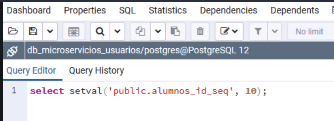 Dashboard Properties SQL Statistics Dependencies Dependents
No limit
db_microservicios_usuarios/postgres@PostgreSQL 12
Query Editor Query History
1 select setval('public.alumnos_id_seq', 10);